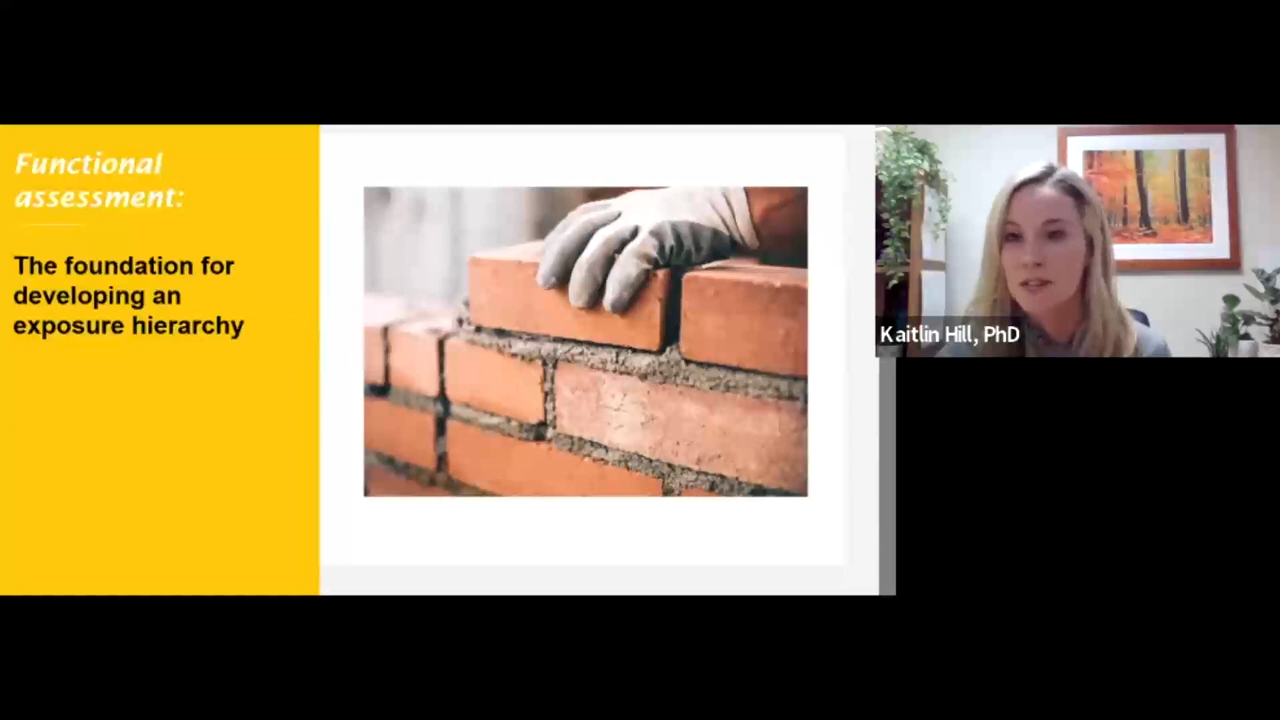 Functional
assessment:
The foundation for
developing an
exposure hierarchy
Kaitlin Hill, PhD